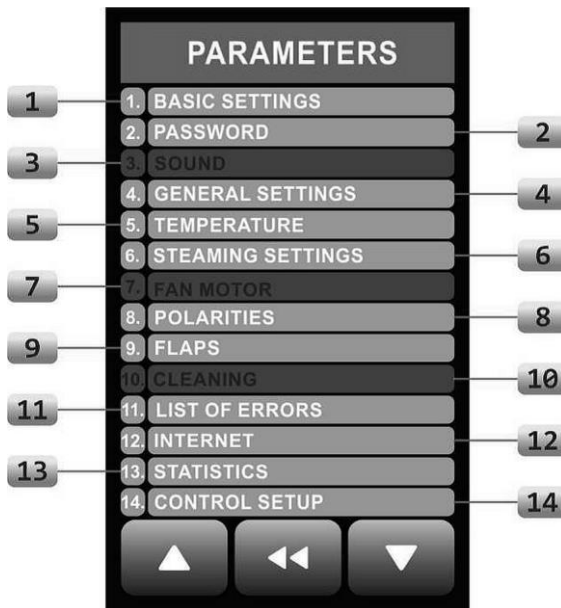 PARAMETERS
1 1. BASIC SETTINGS
2. PASSWORD 2
3 3. SOUND
4. GENERAL SETTINGS 4
5 5. TEMPERATURE
6. STEAMING SETTINGS 6
7 7. FAN MOTOR
8. POLARITIES 8
9 9. FLAPS
10. CLEANING 10
11 11. LIST OF ERRORS
12. INTERNET 12
13 13. STATISTICS
14. CONTROL SETUP 14